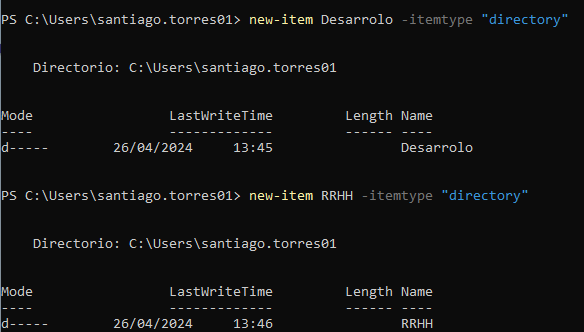 PS C:\Users\santiago.torres01> new-item Desarrolo -itemtype "directory"
Directorio: C:\Users\santiago.torres01
Mode LastWriteTime Length Name
---- ------------- ------ ----
d----- 26/04/2024 13:45 Desarrolo
PS C:\Users\santiago.torres01> new-item RRHH -itemtype "directory"
Directorio: C:\Users\santiago.torres01
Mode LastWriteTime Length Name
---- ------------- ------ ----
d----- 26/04/2024 13:46 RRHH